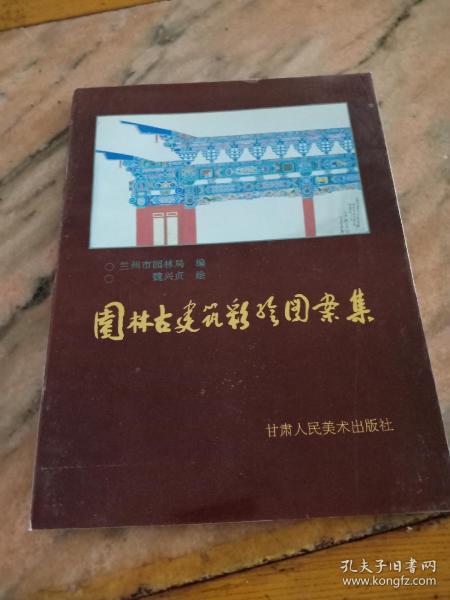 ○兰州市园林局 编
○ 魏兴贞 绘
园林古建筑彩绘图案集
甘肃人民美术出版社
孔夫子旧书网
www.kongfz.com